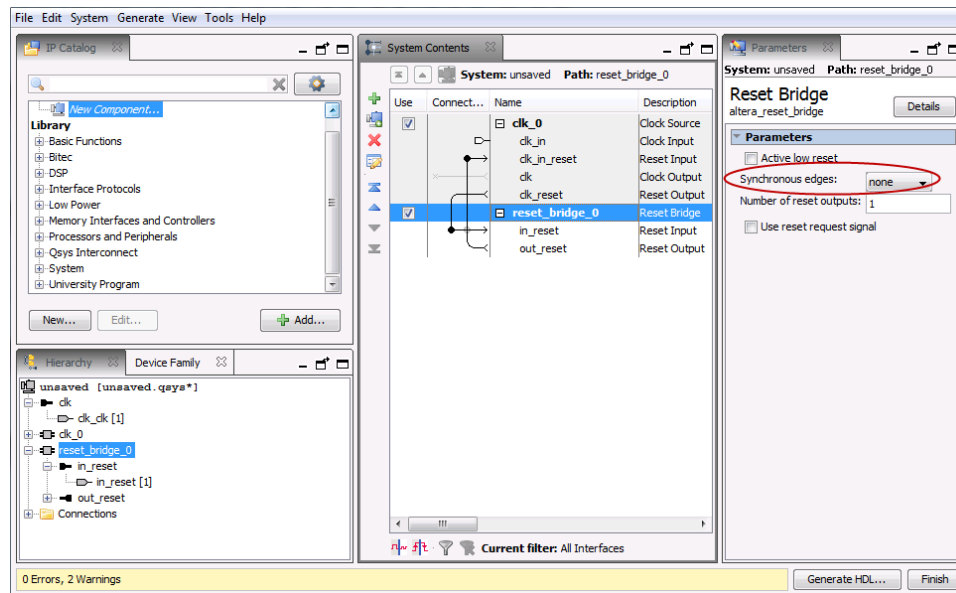 File Edit System Generate View Tools Help
IP Catalog
New Component...
Library
Basic Functions
Bitec
DSP
Interface Protocols
Low Power
Memory Interfaces and Controllers
Processors and Peripherals
Qsys Interconnect
System
University Program
New... Edit... Add...
Hierarchy Device Family
unsaved [unsaved.qsys*]
clk
clk_clk [1]
clk_0
reset_bridge_0
in_reset
in_reset [1]
out_reset
Connections
System Contents
System: unsaved Path: reset_bridge_0
Use Connect... Name Description
clk_0 Clock Source
clk_in Clock Input
clk_in_reset Reset Input
clk Clock Output
clk_reset Reset Output
reset_bridge_0 Reset Bridge
in_reset Reset Input
out_reset Reset Output
Current filter: All Interfaces
Parameters
System: unsaved Path: reset_bridge_0
Reset Bridge
altera_reset_bridge
Details
Parameters
Active low reset
Synchronous edges: none
Number of reset outputs: 1
Use reset request signal
0 Errors, 2 Warnings
Generate HDL... Finish